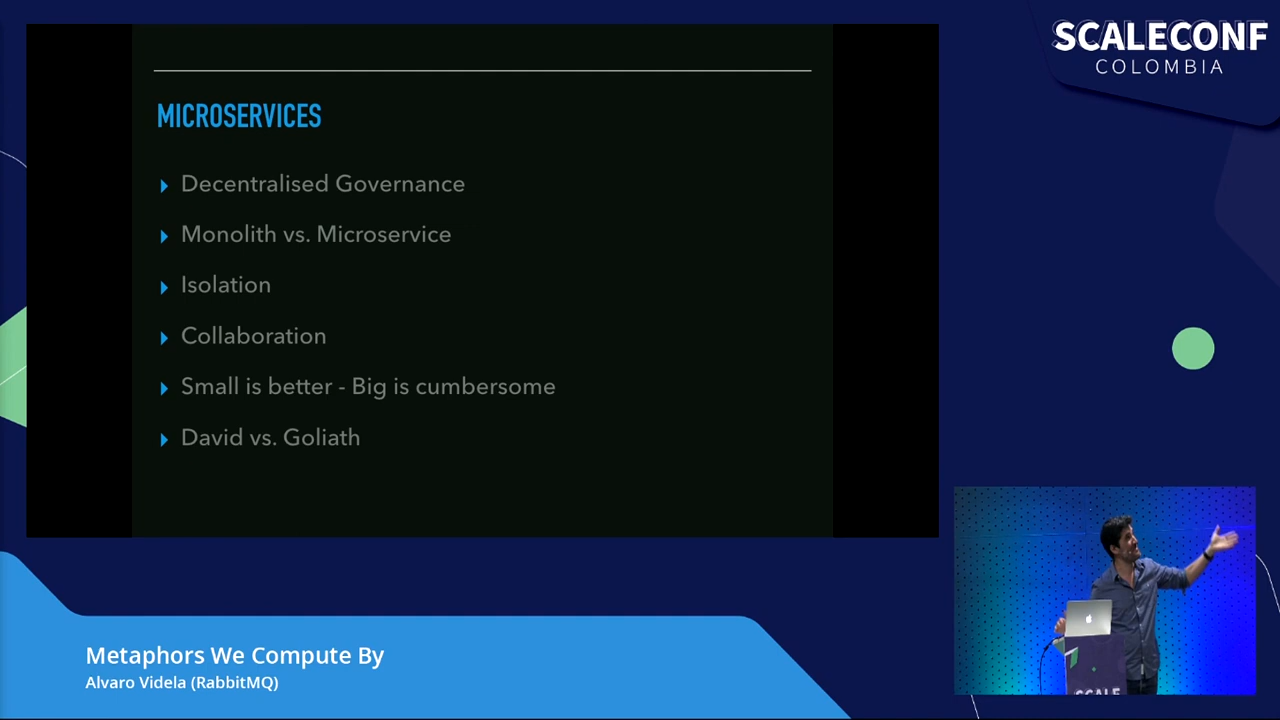 SCALECONF
COLOMBIA
MICROSERVICES
Decentralised Governance
Monolith vs. Microservice
Isolation
Collaboration
Small is better - Big is cumbersome
David vs. Goliath
SCALE
Metaphors We Compute By
Alvaro Videla (RabbitMQ)